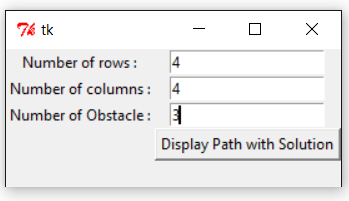 tk
Number of rows : 4
Number of columns : 4
Number of Obstacle : 3
Display Path with Solution